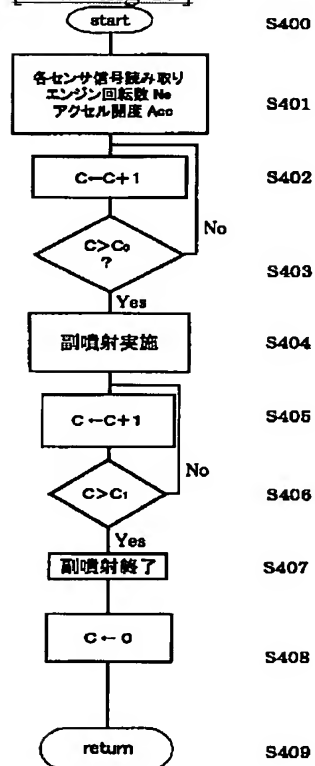 start S400
各センサ信号読み取り
エンジン回転数 Ne
アクセル開度 Acc
S401
C←C+1 S402
No
C>C₀
?
S403
Yes
副噴射実施 S404
C←C+1 S405
No
C>C₁ S406
Yes
副噴射終了 S407
C←0 S408
return S409